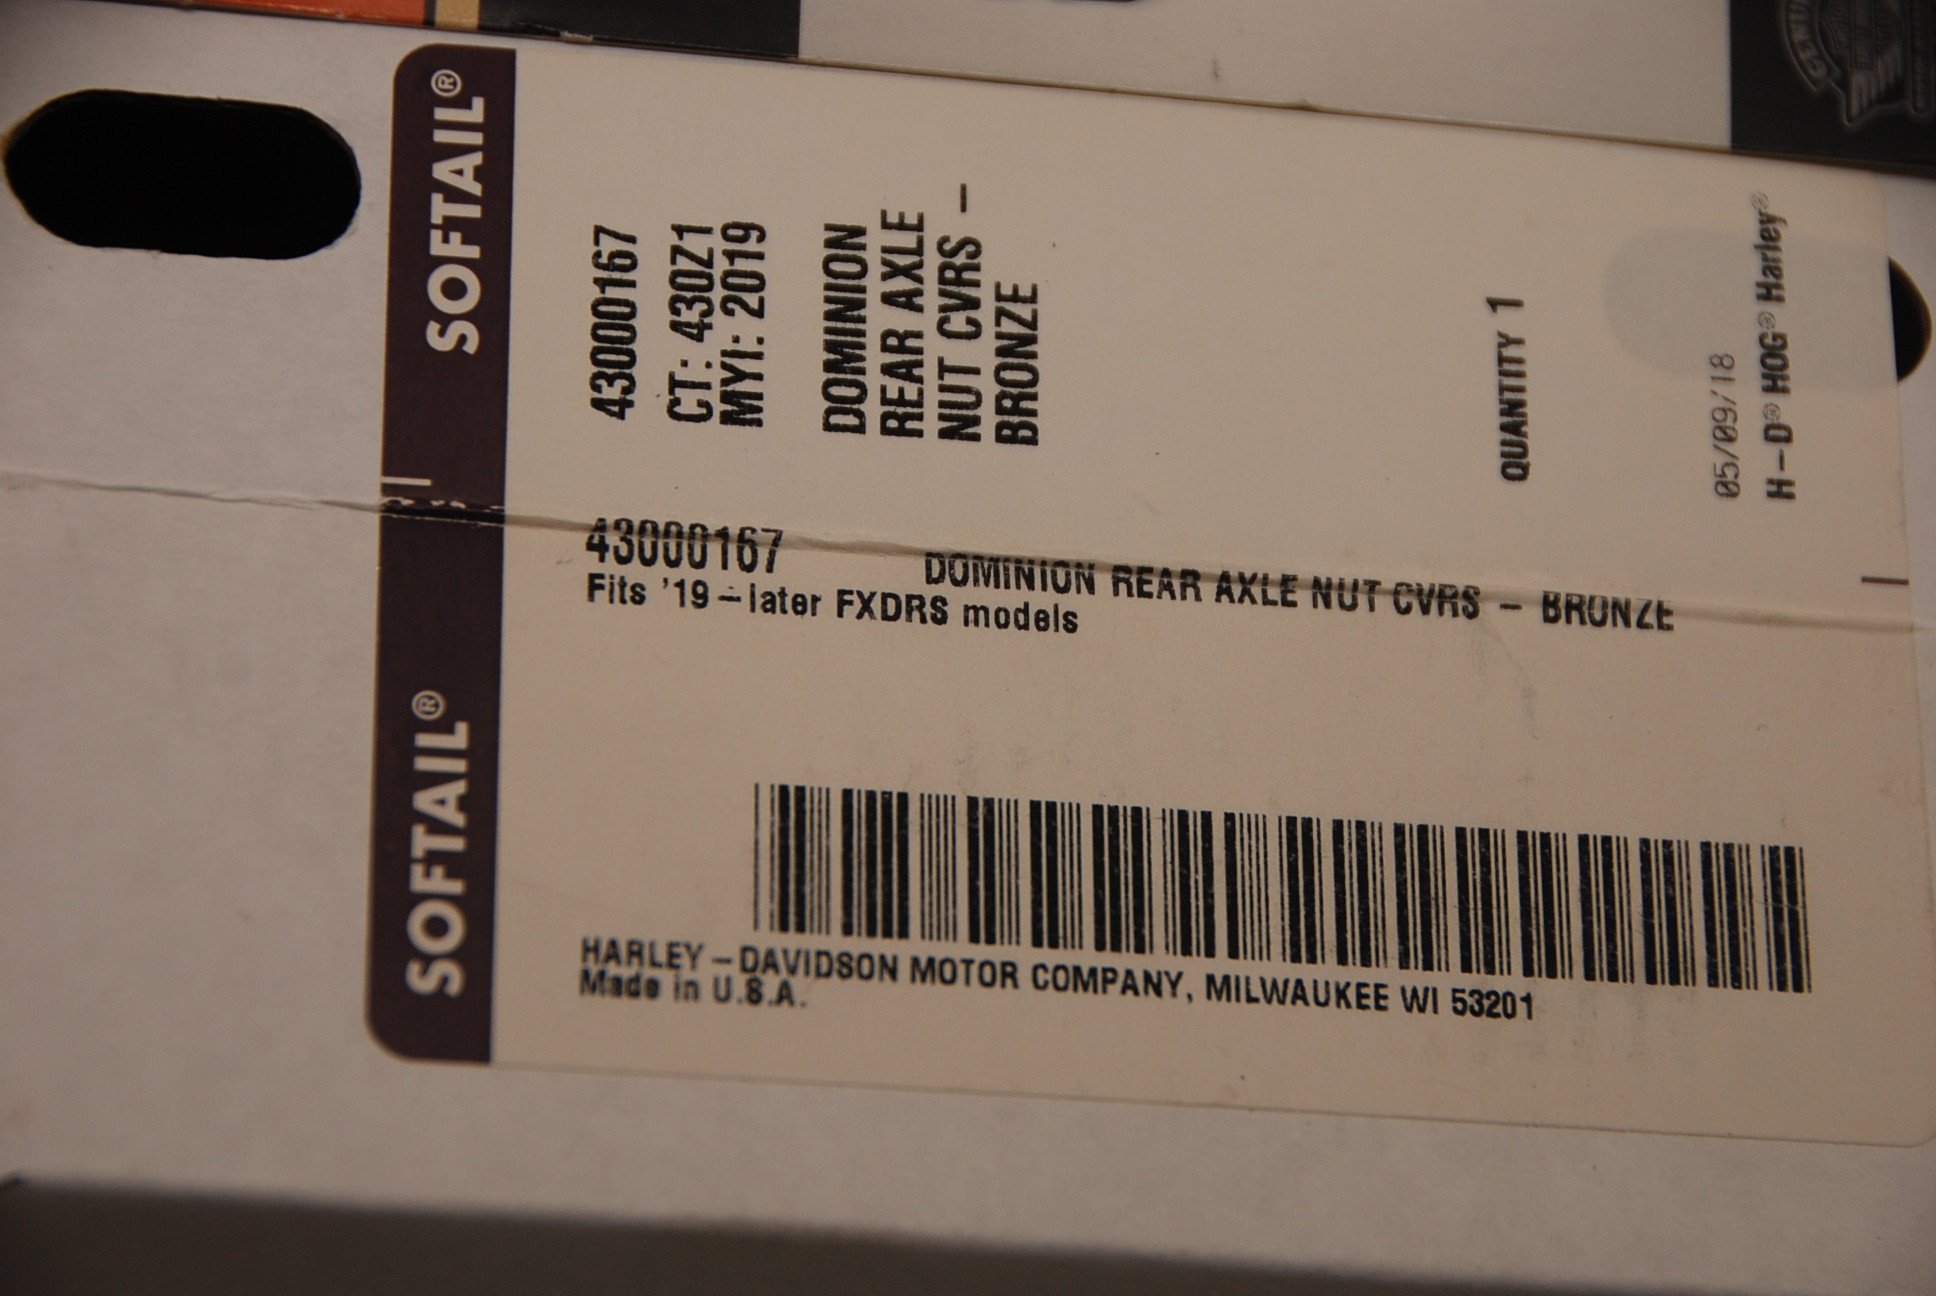 SOFTAIL®
43000167
CT: 430Z1
MYI: 2019
DOMINION
REAR AXLE
NUT CVRS –
BRONZE
QUANTITY 1
05/09/18
H–D® HOG® Harley®
SOFTAIL®
43000167 DOMINION REAR AXLE NUT CVRS – BRONZE
Fits '19–later FXDRS models
HARLEY–DAVIDSON MOTOR COMPANY, MILWAUKEE WI 53201
Made in U.S.A.